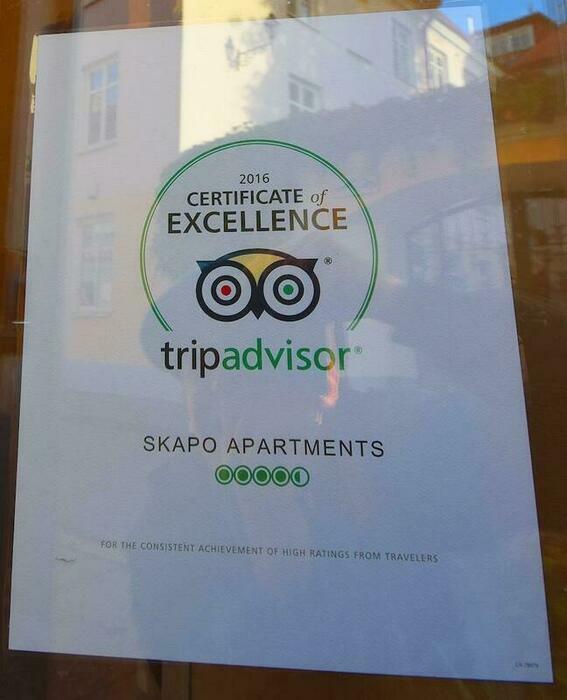 2016
CERTIFICATE of
EXCELLENCE
®
tripadvisor®
SKAPO APARTMENTS
FOR THE CONSISTENT ACHIEVEMENT OF HIGH RATINGS FROM TRAVELERS